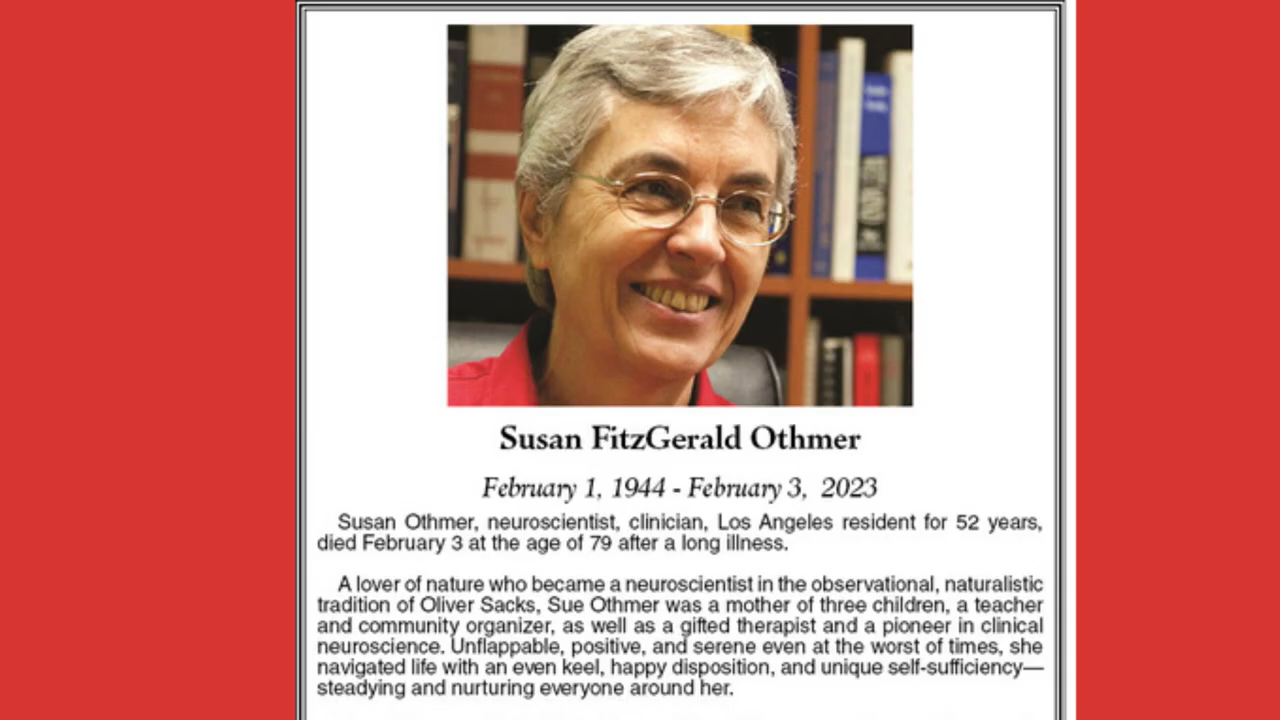 Susan FitzGerald Othmer
February 1, 1944 - February 3, 2023
Susan Othmer, neuroscientist, clinician, Los Angeles resident for 52 years,
died February 3 at the age of 79 after a long illness.
A lover of nature who became a neuroscientist in the observational, naturalistic
tradition of Oliver Sacks, Sue Othmer was a mother of three children, a teacher
and community organizer, as well as a gifted therapist and a pioneer in clinical
neuroscience. Unflappable, positive, and serene even at the worst of times, she
navigated life with an even keel, happy disposition, and unique self-sufficiency—
steadying and nurturing everyone around her.